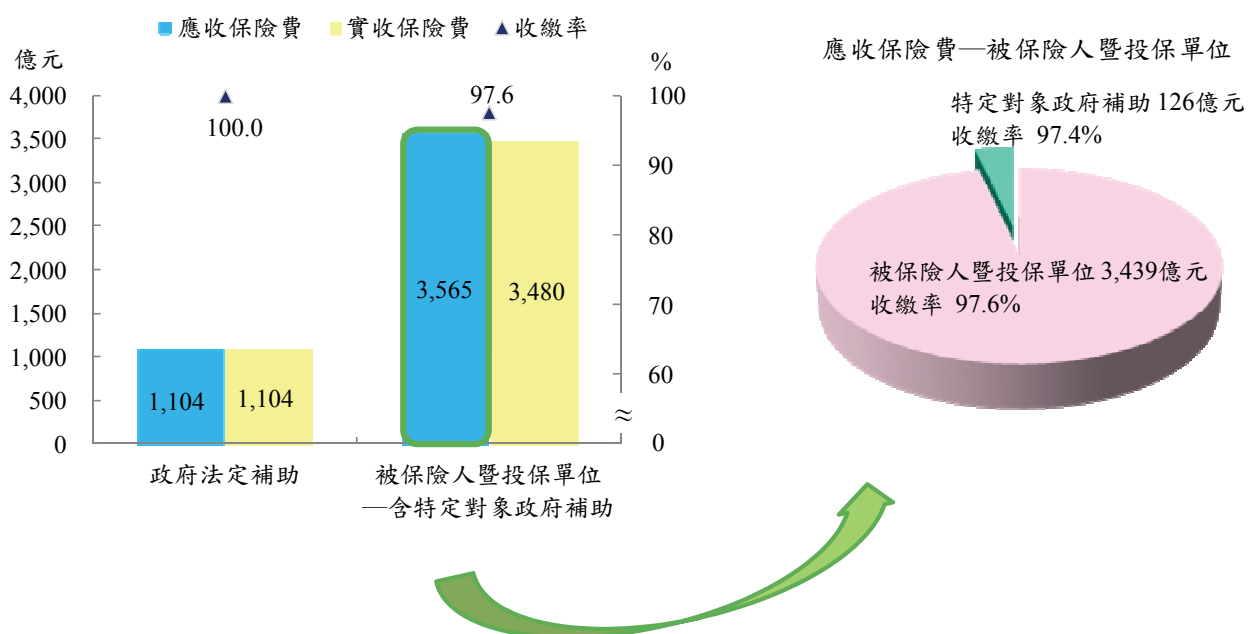 應收保險費 實收保險費 收繳率
億元
%
4,000
3,500
3,000
2,500
2,000
1,500
1,000
500
0
100.0
97.6
1,104
1,104
3,565
3,480
100
90
80
70
60
≈
0
政府法定補助
被保險人暨投保單位
—含特定對象政府補助
應收保險費—被保險人暨投保單位
特定對象政府補助 126億元
收繳率 97.4%
被保險人暨投保單位 3,439億元
收繳率 97.6%